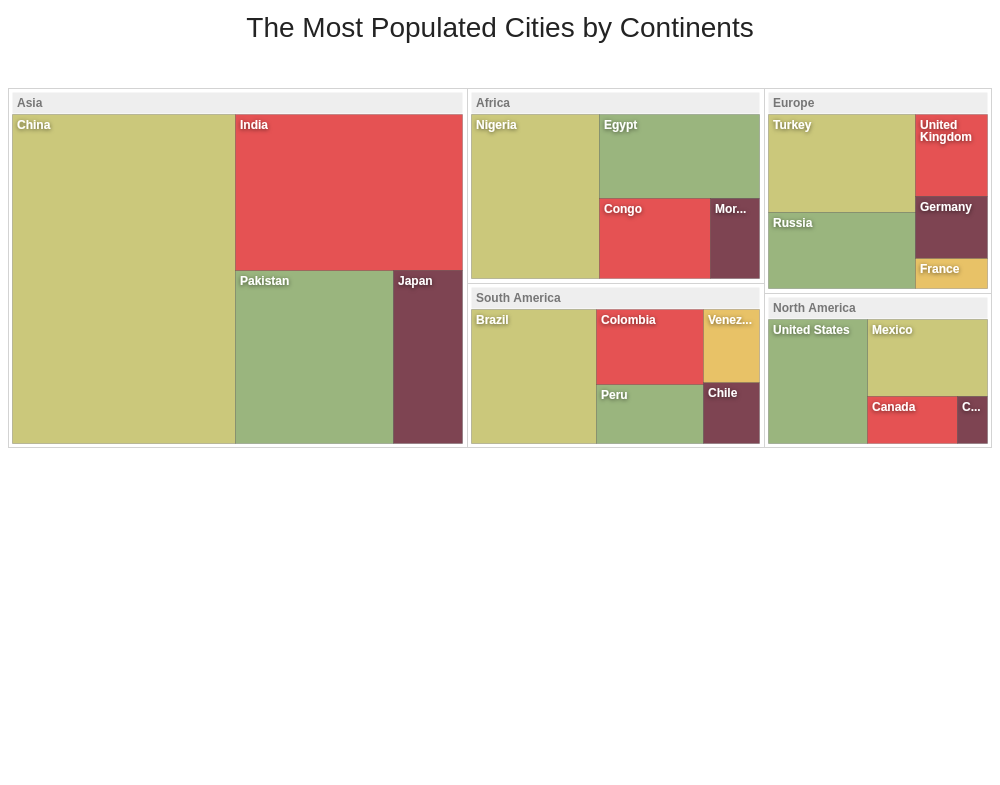 The Most Populated Cities by Continents
Asia
China
India
Pakistan
Japan
Africa
Nigeria
Egypt
Congo
Mor...
South America
Brazil
Colombia
Venez...
Peru
Chile
Europe
Turkey
United
Kingdom
Russia
Germany
France
North America
United States
Mexico
Canada
C...